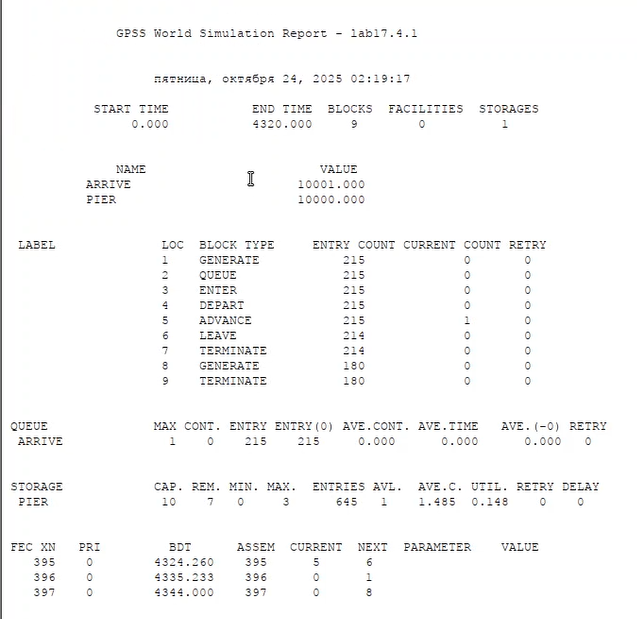 GPSS World Simulation Report - lab17.4.1
пятница, октября 24, 2025 02:19:17
START TIME END TIME BLOCKS FACILITIES STORAGES
0.000 4320.000 9 0 1
NAME VALUE
ARRIVE 10001.000
PIER 10000.000
LABEL LOC BLOCK TYPE ENTRY COUNT CURRENT COUNT RETRY
1 GENERATE 215 0 0
2 QUEUE 215 0 0
3 ENTER 215 0 0
4 DEPART 215 0 0
5 ADVANCE 215 1 0
6 LEAVE 214 0 0
7 TERMINATE 214 0 0
8 GENERATE 180 0 0
9 TERMINATE 180 0 0
QUEUE MAX CONT. ENTRY ENTRY(0) AVE.CONT. AVE.TIME AVE.(-0) RETRY
ARRIVE 1 0 215 215 0.000 0.000 0.000 0
STORAGE CAP. REM. MIN. MAX. ENTRIES AVL. AVE.C. UTIL. RETRY DELAY
PIER 10 7 0 3 645 1 1.485 0.148 0 0
FEC XN PRI BDT ASSEM CURRENT NEXT PARAMETER VALUE
395 0 4324.260 395 5 6
396 0 4335.233 396 0 1
397 0 4344.000 397 0 8